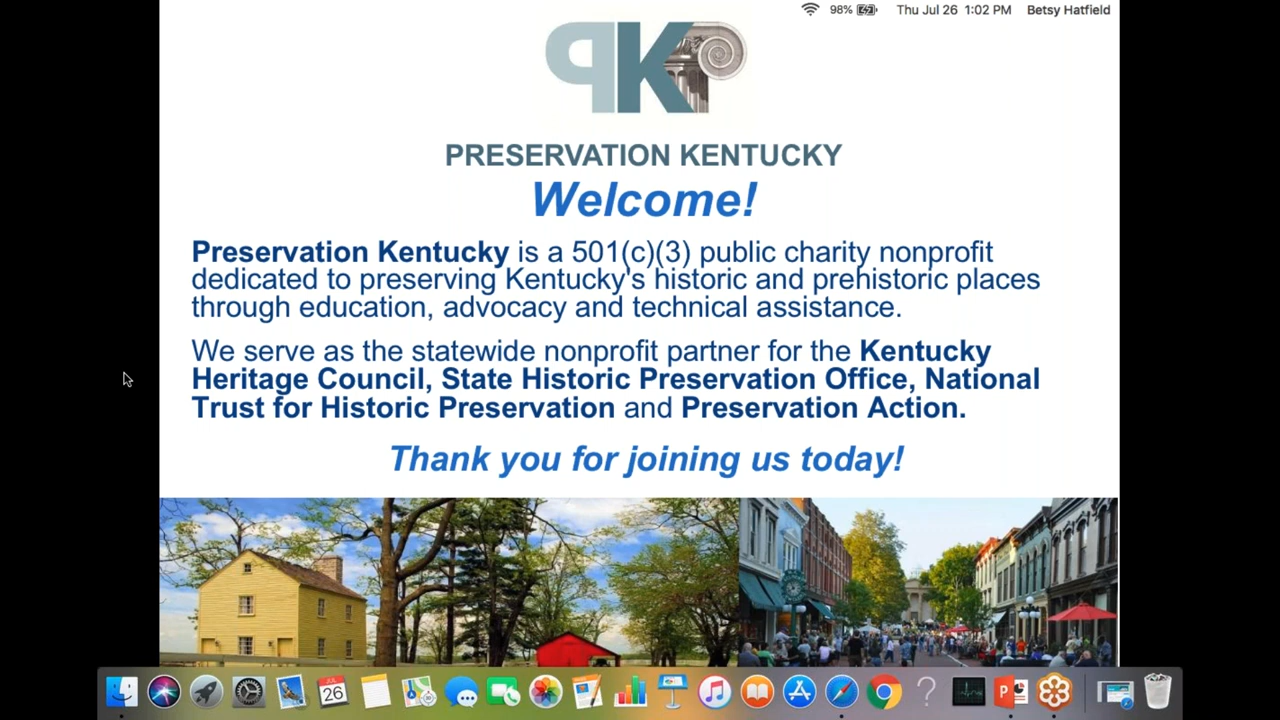 98% Thu Jul 26 1:02 PM Betsy Hatfield
PKP
PRESERVATION KENTUCKY
Welcome!
Preservation Kentucky is a 501(c)(3) public charity nonprofit
dedicated to preserving Kentucky's historic and prehistoric places
through education, advocacy and technical assistance.
We serve as the statewide nonprofit partner for the Kentucky
Heritage Council, State Historic Preservation Office, National
Trust for Historic Preservation and Preservation Action.
Thank you for joining us today!
JUL
26